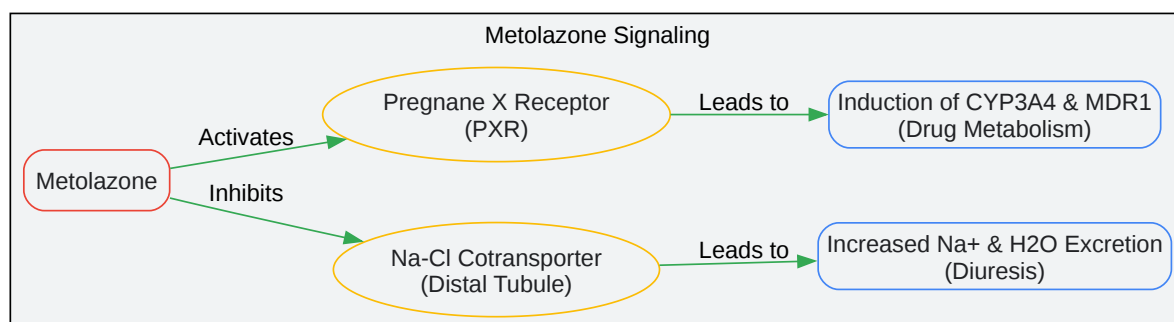 Metolazone Signaling
Pregnane X Receptor
(PXR)
Leads to
Induction of CYP3A4 & MDR1
(Drug Metabolism)
Activates
Metolazone
Inhibits
Na-Cl Cotransporter
(Distal Tubule)
Leads to
Increased Na+ & H2O Excretion
(Diuresis)